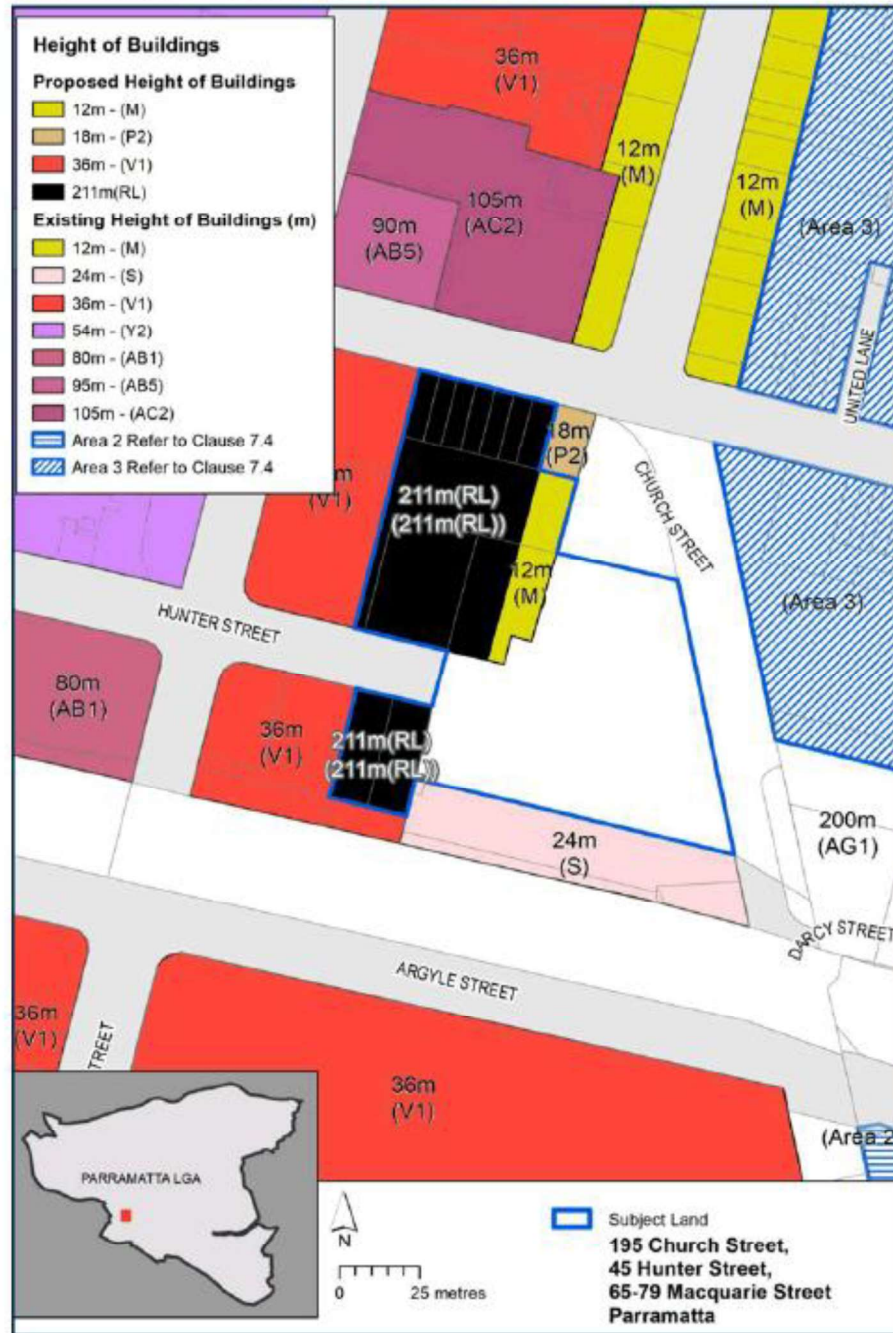 Height of Buildings
Proposed Height of Buildings
12m - (M)
18m - (P2)
36m - (V1)
211m(RL)
Existing Height of Buildings (m)
12m - (M)
24m - (S)
36m - (V1)
54m - (Y2)
80m - (AB1)
95m - (AB5)
105m - (AC2)
Area 2 Refer to Clause 7.4
Area 3 Refer to Clause 7.4
36m
(V1)
12m
(M)
12m
(M)
105m
(AC2)
90m
(AB5)
(Area 3)
UNITED LANE
18m
(P2)
CHURCH STREET
(V1)
211m(RL)
(211m(RL))
12m
(M)
(Area 3)
HUNTER STREET
80m
(AB1)
36m
(V1)
211m(RL)
(211m(RL))
24m
(S)
200m
(AG1)
DARCY STREET
ARGYLE STREET
36m
(V1)
TREET
36m
(V1)
(Area 2
PARRAMATTA LGA
N
0 25 metres
Subject Land
195 Church Street,
45 Hunter Street,
65-79 Macquarie Street
Parramatta